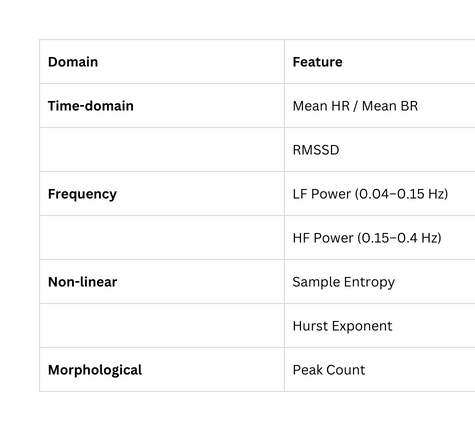 Domain Feature
Time-domain Mean HR / Mean BR
RMSSD
Frequency LF Power (0.04–0.15 Hz)
HF Power (0.15–0.4 Hz)
Non-linear Sample Entropy
Hurst Exponent
Morphological Peak Count